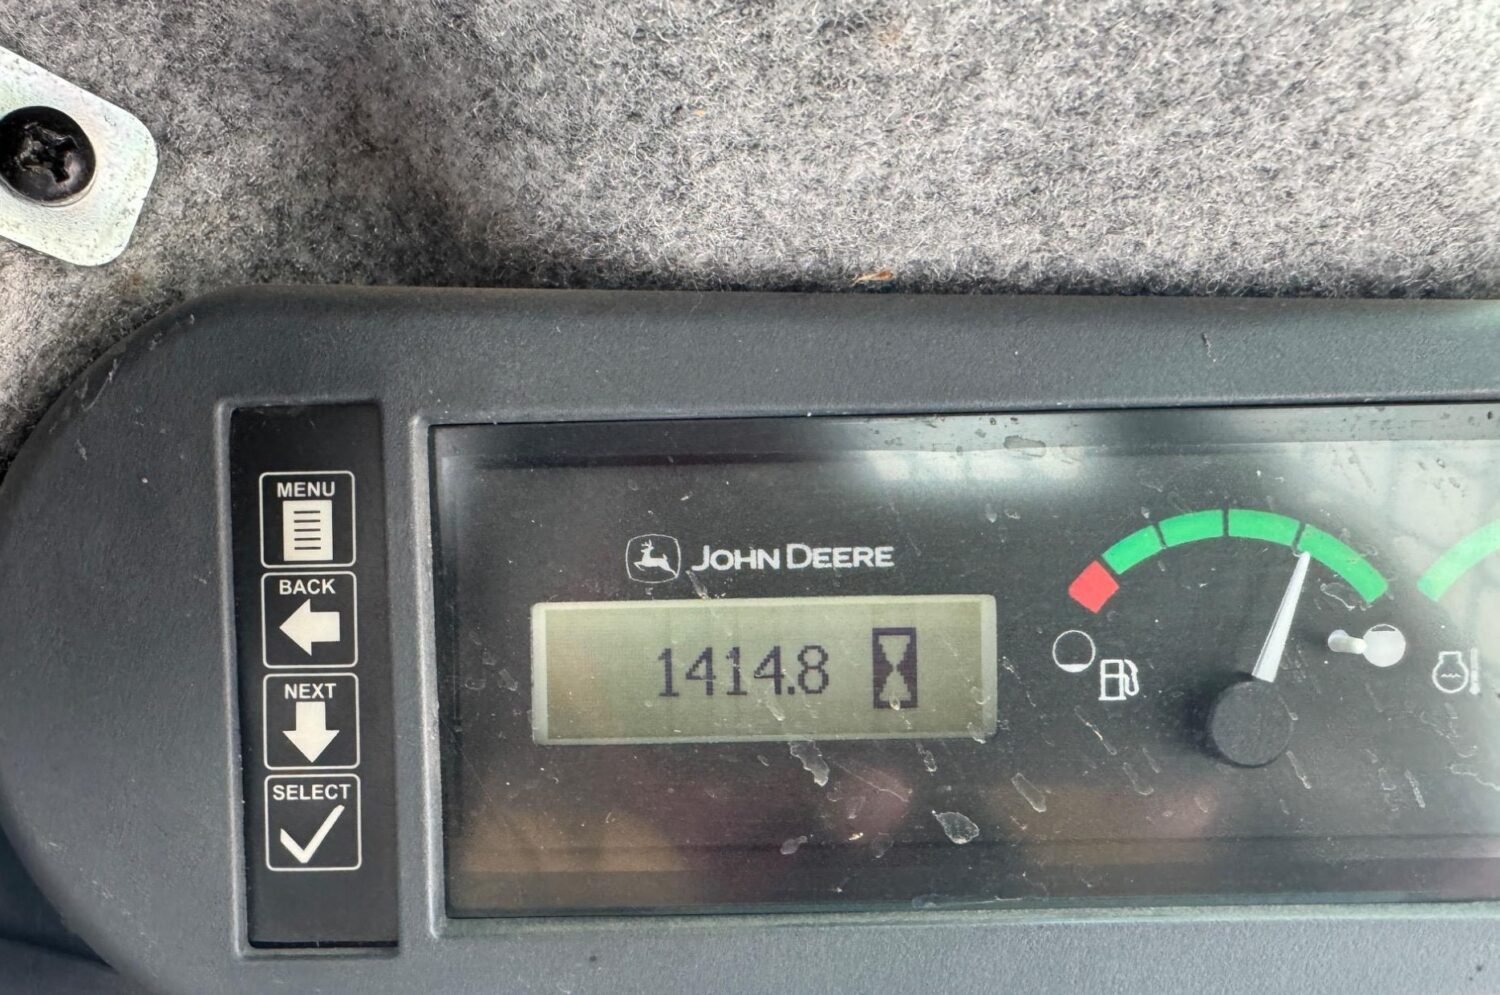 MENU
BACK
NEXT
SELECT
JOHN DEERE
1414.8